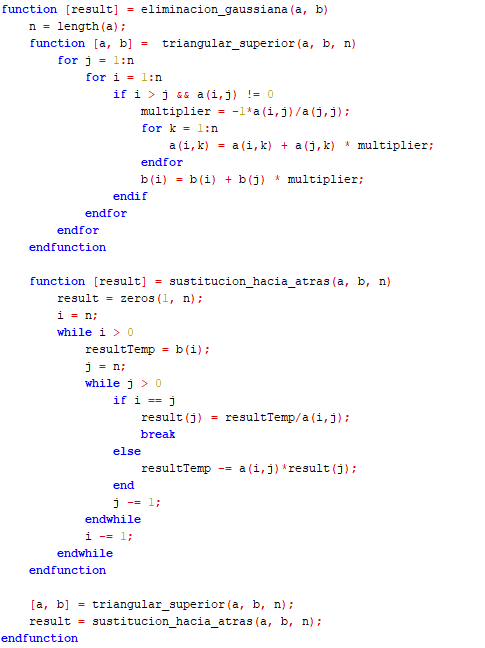 function [result] = eliminacion_gaussiana(a, b)
    n = length(a);
    function [a, b] =  triangular_superior(a, b, n)
        for j = 1:n
            for i = 1:n
                if i > j && a(i,j) != 0
                    multiplier = -1*a(i,j)/a(j,j);
                    for k = 1:n
                        a(i,k) = a(i,k) + a(j,k) * multiplier;
                    endfor
                    b(i) = b(i) + b(j) * multiplier;
                endif
            endfor
        endfor
    endfunction

    function [result] = sustitucion_hacia_atras(a, b, n)
        result = zeros(1, n);
        i = n;
        while i > 0
            resultTemp = b(i);
            j = n;
            while j > 0
                if i == j
                    result(j) = resultTemp/a(i,j);
                    break
                else
                    resultTemp -= a(i,j)*result(j);
                end
                j -= 1;
            endwhile
            i -= 1;
        endwhile
    endfunction

    [a, b] = triangular_superior(a, b, n);
    result = sustitucion_hacia_atras(a, b, n);
endfunction